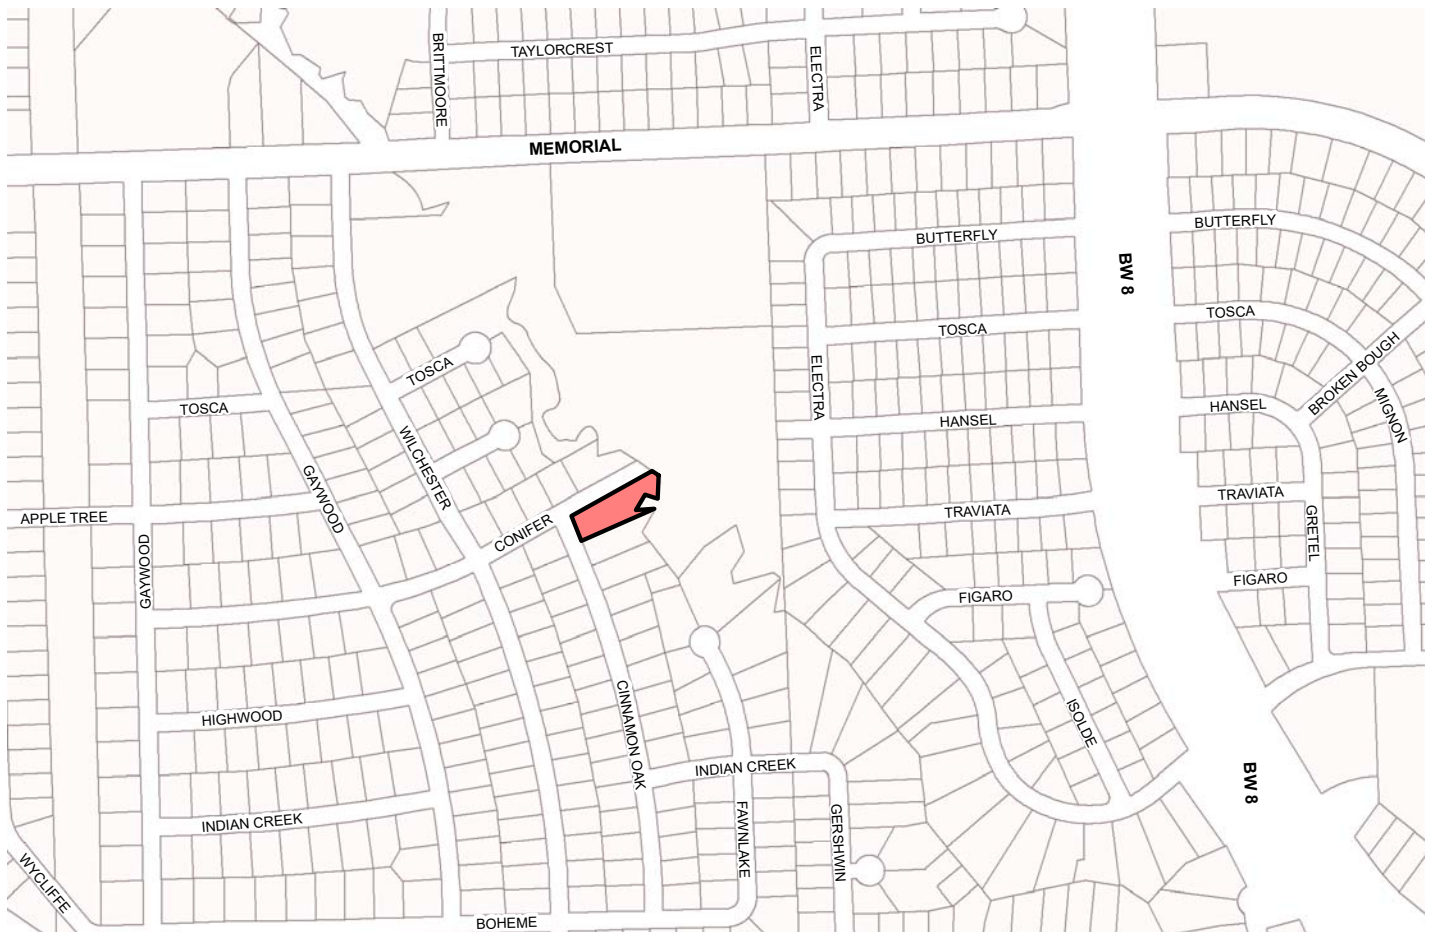 BRITTMOORE
TAYLORCREST
ELECTRA
MEMORIAL
BUTTERFLY
BUTTERFLY
BW 8
TOSCA
TOSCA
TOSCA
BROKEN BOUGH
ELECTRA
MIGNON
TOSCA
HANSEL
HANSEL
WILCHESTER
GAYWOOD
TRAVIATA
TRAVIATA
APPLE TREE
CONIFER
GRETEL
GAYWOOD
FIGARO
FIGARO
CINNAMON OAK
ISOLDE
HIGHWOOD
INDIAN CREEK
BW 8
INDIAN CREEK
FAWNLAKE
GERSHWIN
WYCLIFFE
BOHEME